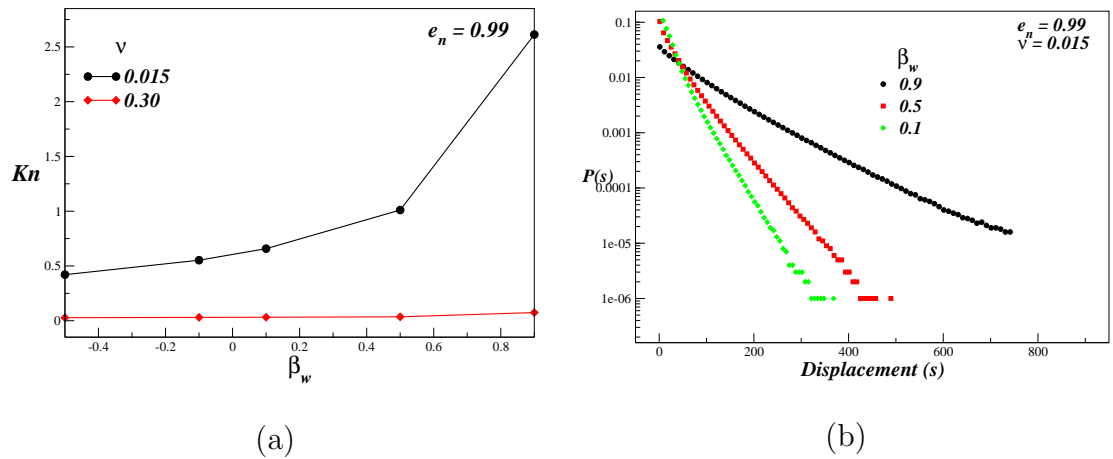 e_n = 0.99
ν
0.015
0.30
2.5
2
1.5
Kn
1
0.5
0
-0.4 -0.2 0 0.2 0.4 0.6 0.8
β_w
(a)
0.1
0.01
0.001
P(s)
0.0001
1e-05
1e-06
e_n = 0.99
ν = 0.015
β_w
0.9
0.5
0.1
0 200 400 600 800
Displacement (s)
(b)